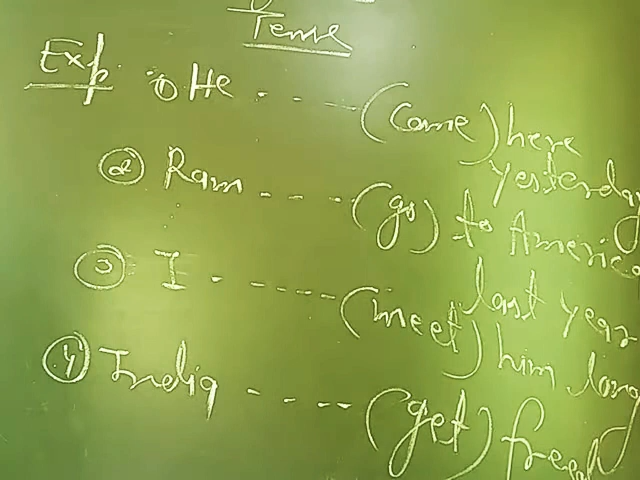 Tense
Exp ① He - - - - (Come) here
yesterday
② Ram - - - (go) to America
last year
③ I - - - - - - (meet) him long
④ India - - - - (get)